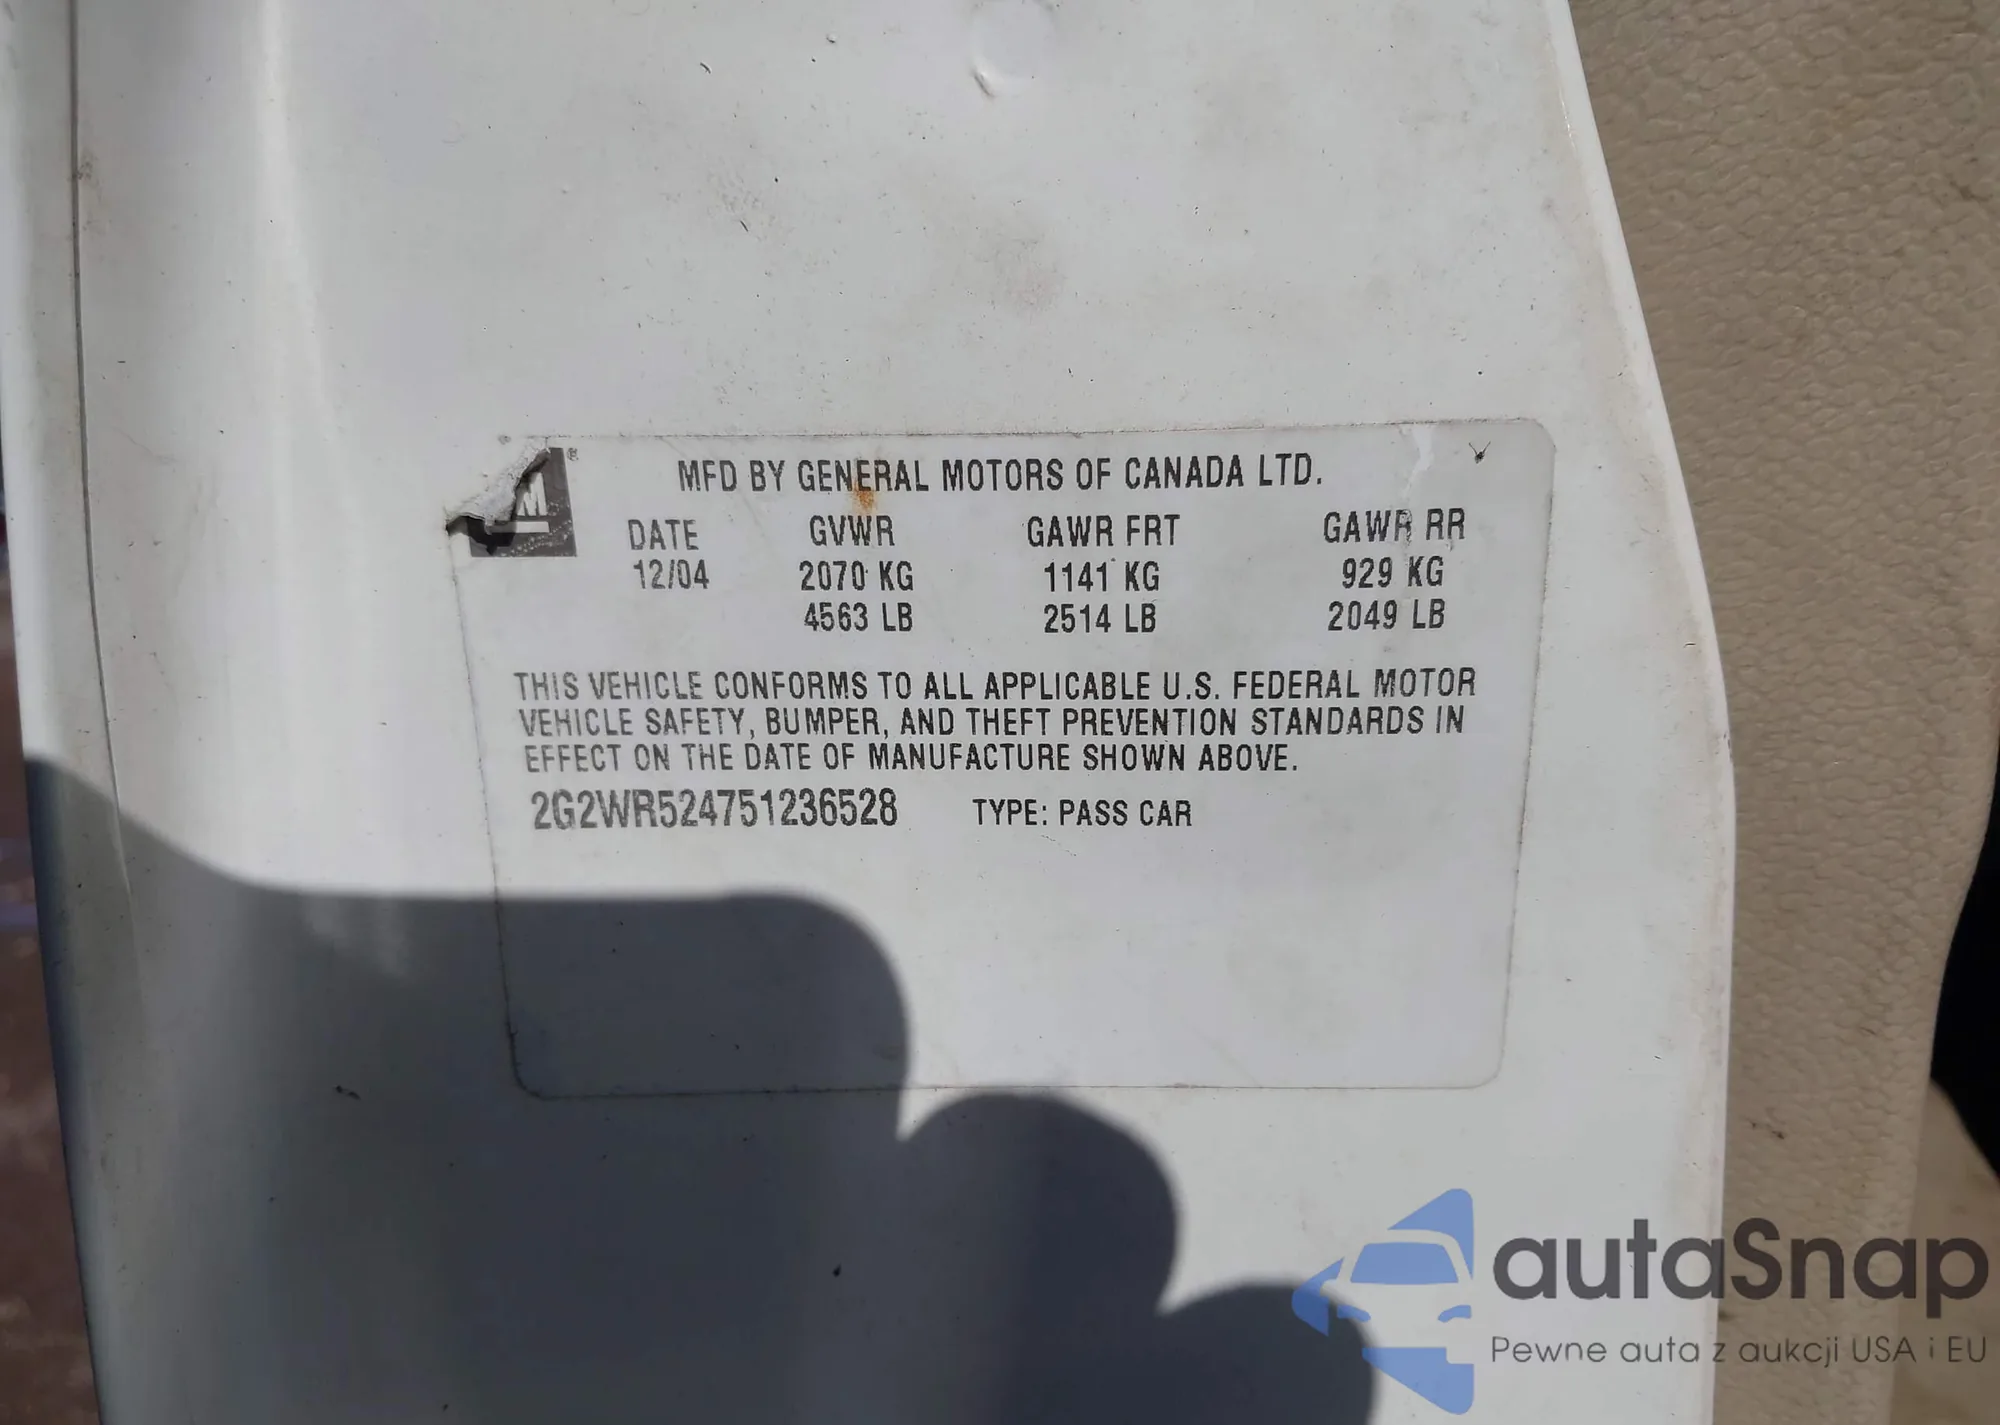 GM®
MFD BY GENERAL MOTORS OF CANADA LTD.
DATE GVWR GAWR FRT GAWR RR
12/04 2070 KG 1141 KG 929 KG
4563 LB 2514 LB 2049 LB
THIS VEHICLE CONFORMS TO ALL APPLICABLE U.S. FEDERAL MOTOR
VEHICLE SAFETY, BUMPER, AND THEFT PREVENTION STANDARDS IN
EFFECT ON THE DATE OF MANUFACTURE SHOWN ABOVE.
2G2WR524751236528 TYPE: PASS CAR
autaSnap
Pewne auta z aukcji USA i EU